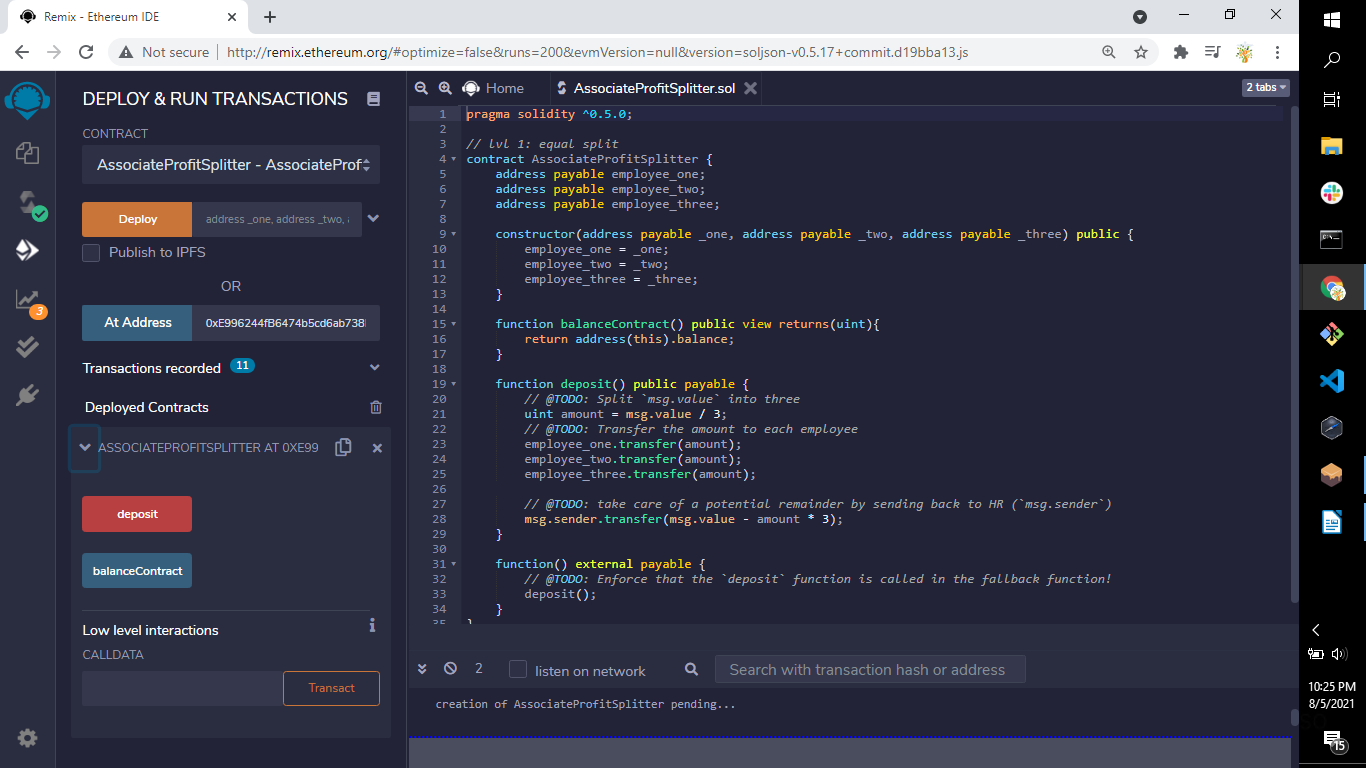 Remix - Ethereum IDE
Not secure | http://remix.ethereum.org/#optimize=false&runs=200&evmVersion=null&version=soljson-v0.5.17+commit.d19bba13.js
DEPLOY & RUN TRANSACTIONS
CONTRACT
AssociateProfitSplitter - AssociateProf
Deploy
address _one, address _two, a
Publish to IPFS
OR
At Address
0xE996244fB6474b5cd6ab738
3
Transactions recorded 11
Deployed Contracts
ASSOCIATEPROFITSPLITTER AT 0XE99
deposit
balanceContract
Low level interactions
i
CALLDATA
Transact
Home
AssociateProfitSplitter.sol
2 tabs
1 pragma solidity ^0.5.0;
2
3 // lvl 1: equal split
4 contract AssociateProfitSplitter {
5 address payable employee_one;
6 address payable employee_two;
7 address payable employee_three;
8
9 constructor(address payable _one, address payable _two, address payable _three) public {
10 employee_one = _one;
11 employee_two = _two;
12 employee_three = _three;
13 }
14
15 function balanceContract() public view returns(uint){
16 return address(this).balance;
17 }
18
19 function deposit() public payable {
20 // @TODO: Split `msg.value` into three
21 uint amount = msg.value / 3;
22 // @TODO: Transfer the amount to each employee
23 employee_one.transfer(amount);
24 employee_two.transfer(amount);
25 employee_three.transfer(amount);
26
27 // @TODO: take care of a potential remainder by sending back to HR (`msg.sender`)
28 msg.sender.transfer(msg.value - amount * 3);
29 }
30
31 function() external payable {
32 // @TODO: Enforce that the `deposit` function is called in the fallback function!
33 deposit();
34 }
35 }
2
listen on network
Search with transaction hash or address
creation of AssociateProfitSplitter pending...
10:25 PM
8/5/2021
15